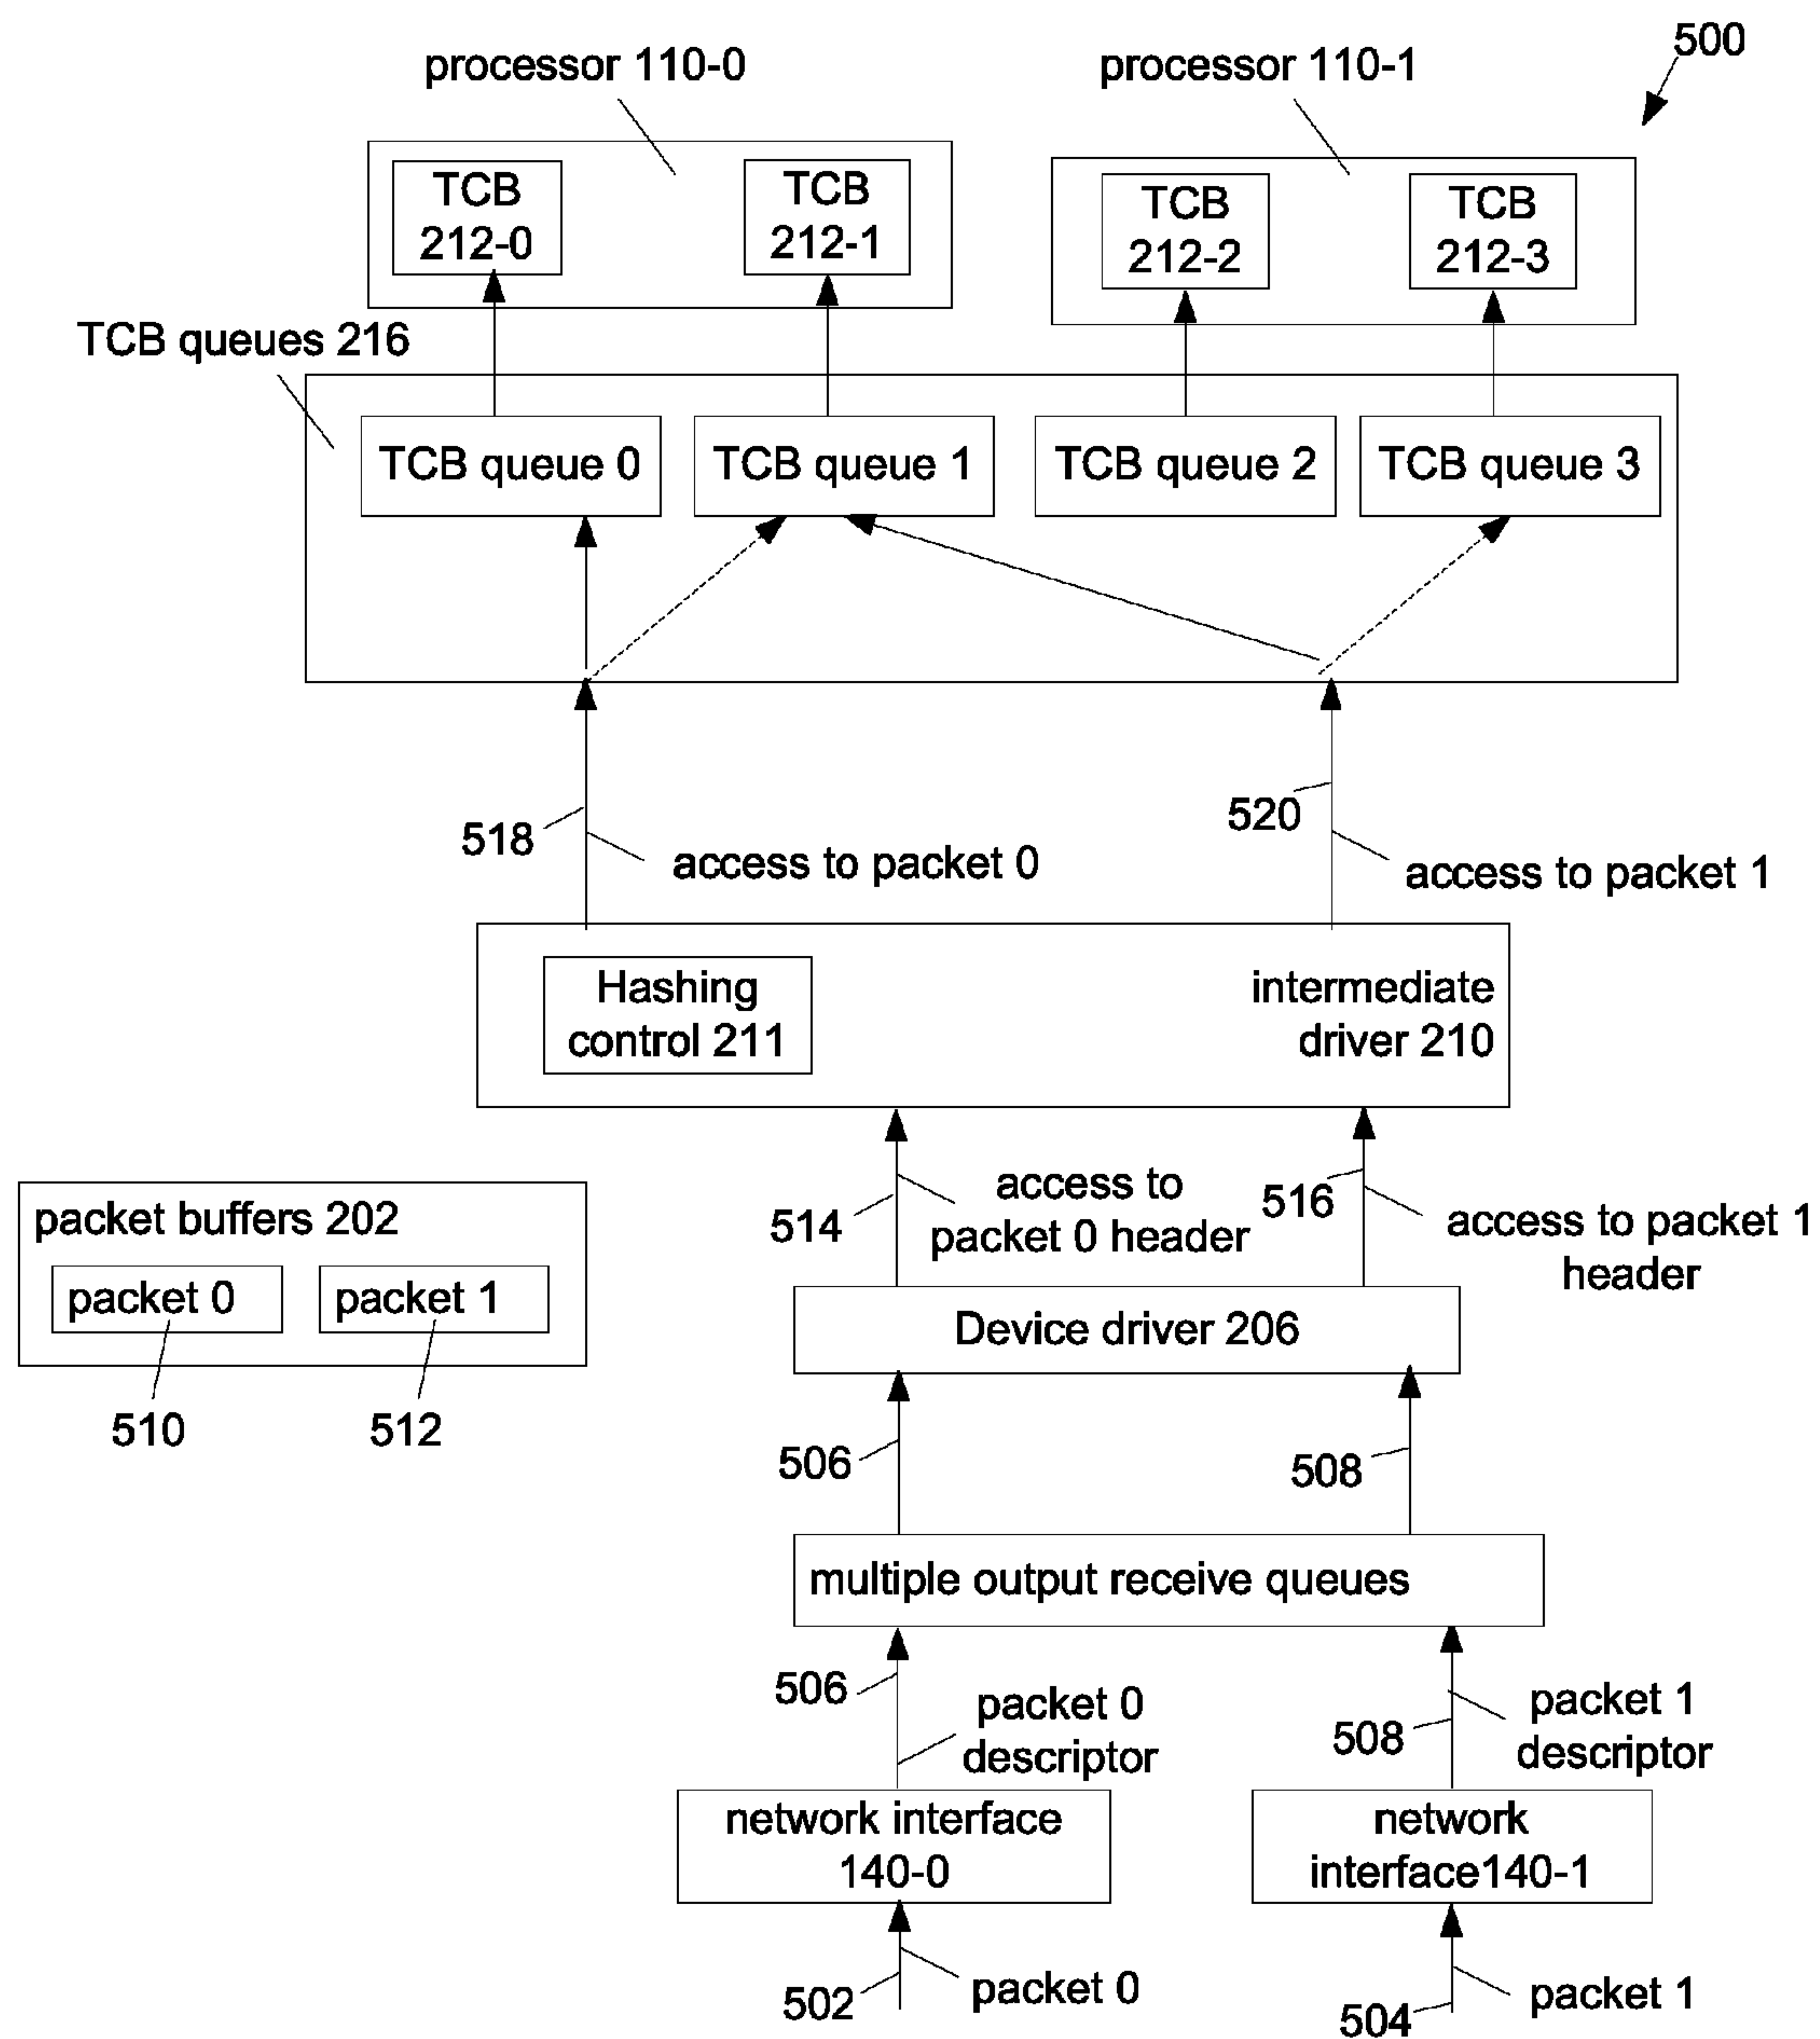 500
processor 110-0
processor 110-1
TCB
212-0
TCB
212-1
TCB
212-2
TCB
212-3
TCB queues 216
TCB queue 0
TCB queue 1
TCB queue 2
TCB queue 3
518
access to packet 0
520
access to packet 1
Hashing
control 211
intermediate
driver 210
514
access to
packet 0 header
516
access to packet 1
header
packet buffers 202
packet 0
packet 1
510
512
Device driver 206
506
508
multiple output receive queues
506
packet 0
descriptor
508
packet 1
descriptor
network interface
140-0
network
interface140-1
502
packet 0
504
packet 1